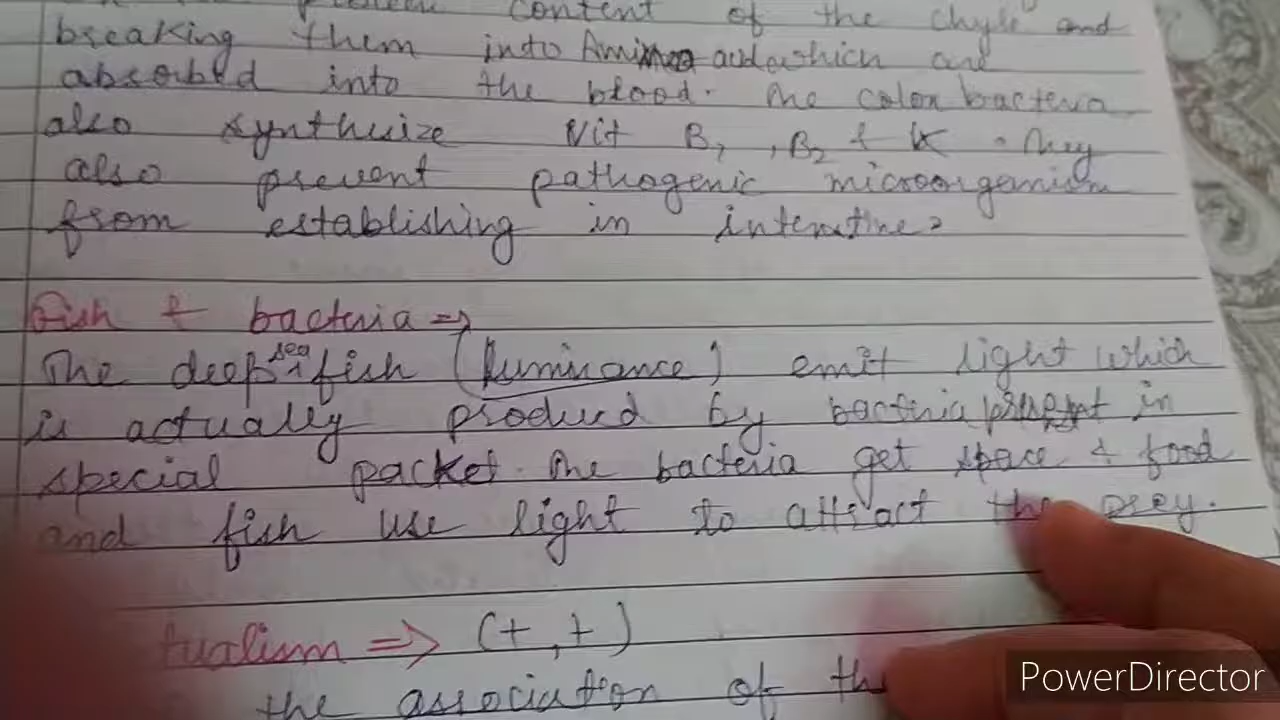 content of the chyle and
breaking them into Amino acid which are
absorbed into the blood. The colon bacteria
also synthesize Vit B1, B2 & K. They
also prevent pathogenic microorganism
from establishing in intenstine.
Fish & bacteria =>
The deep sea fish (Luminance) emit light which
is actually produced by bacteria present in
special packet. The bacteria get space & food
and fish use light to attract the prey.
tualism => (+, +)
the association of
PowerDirector